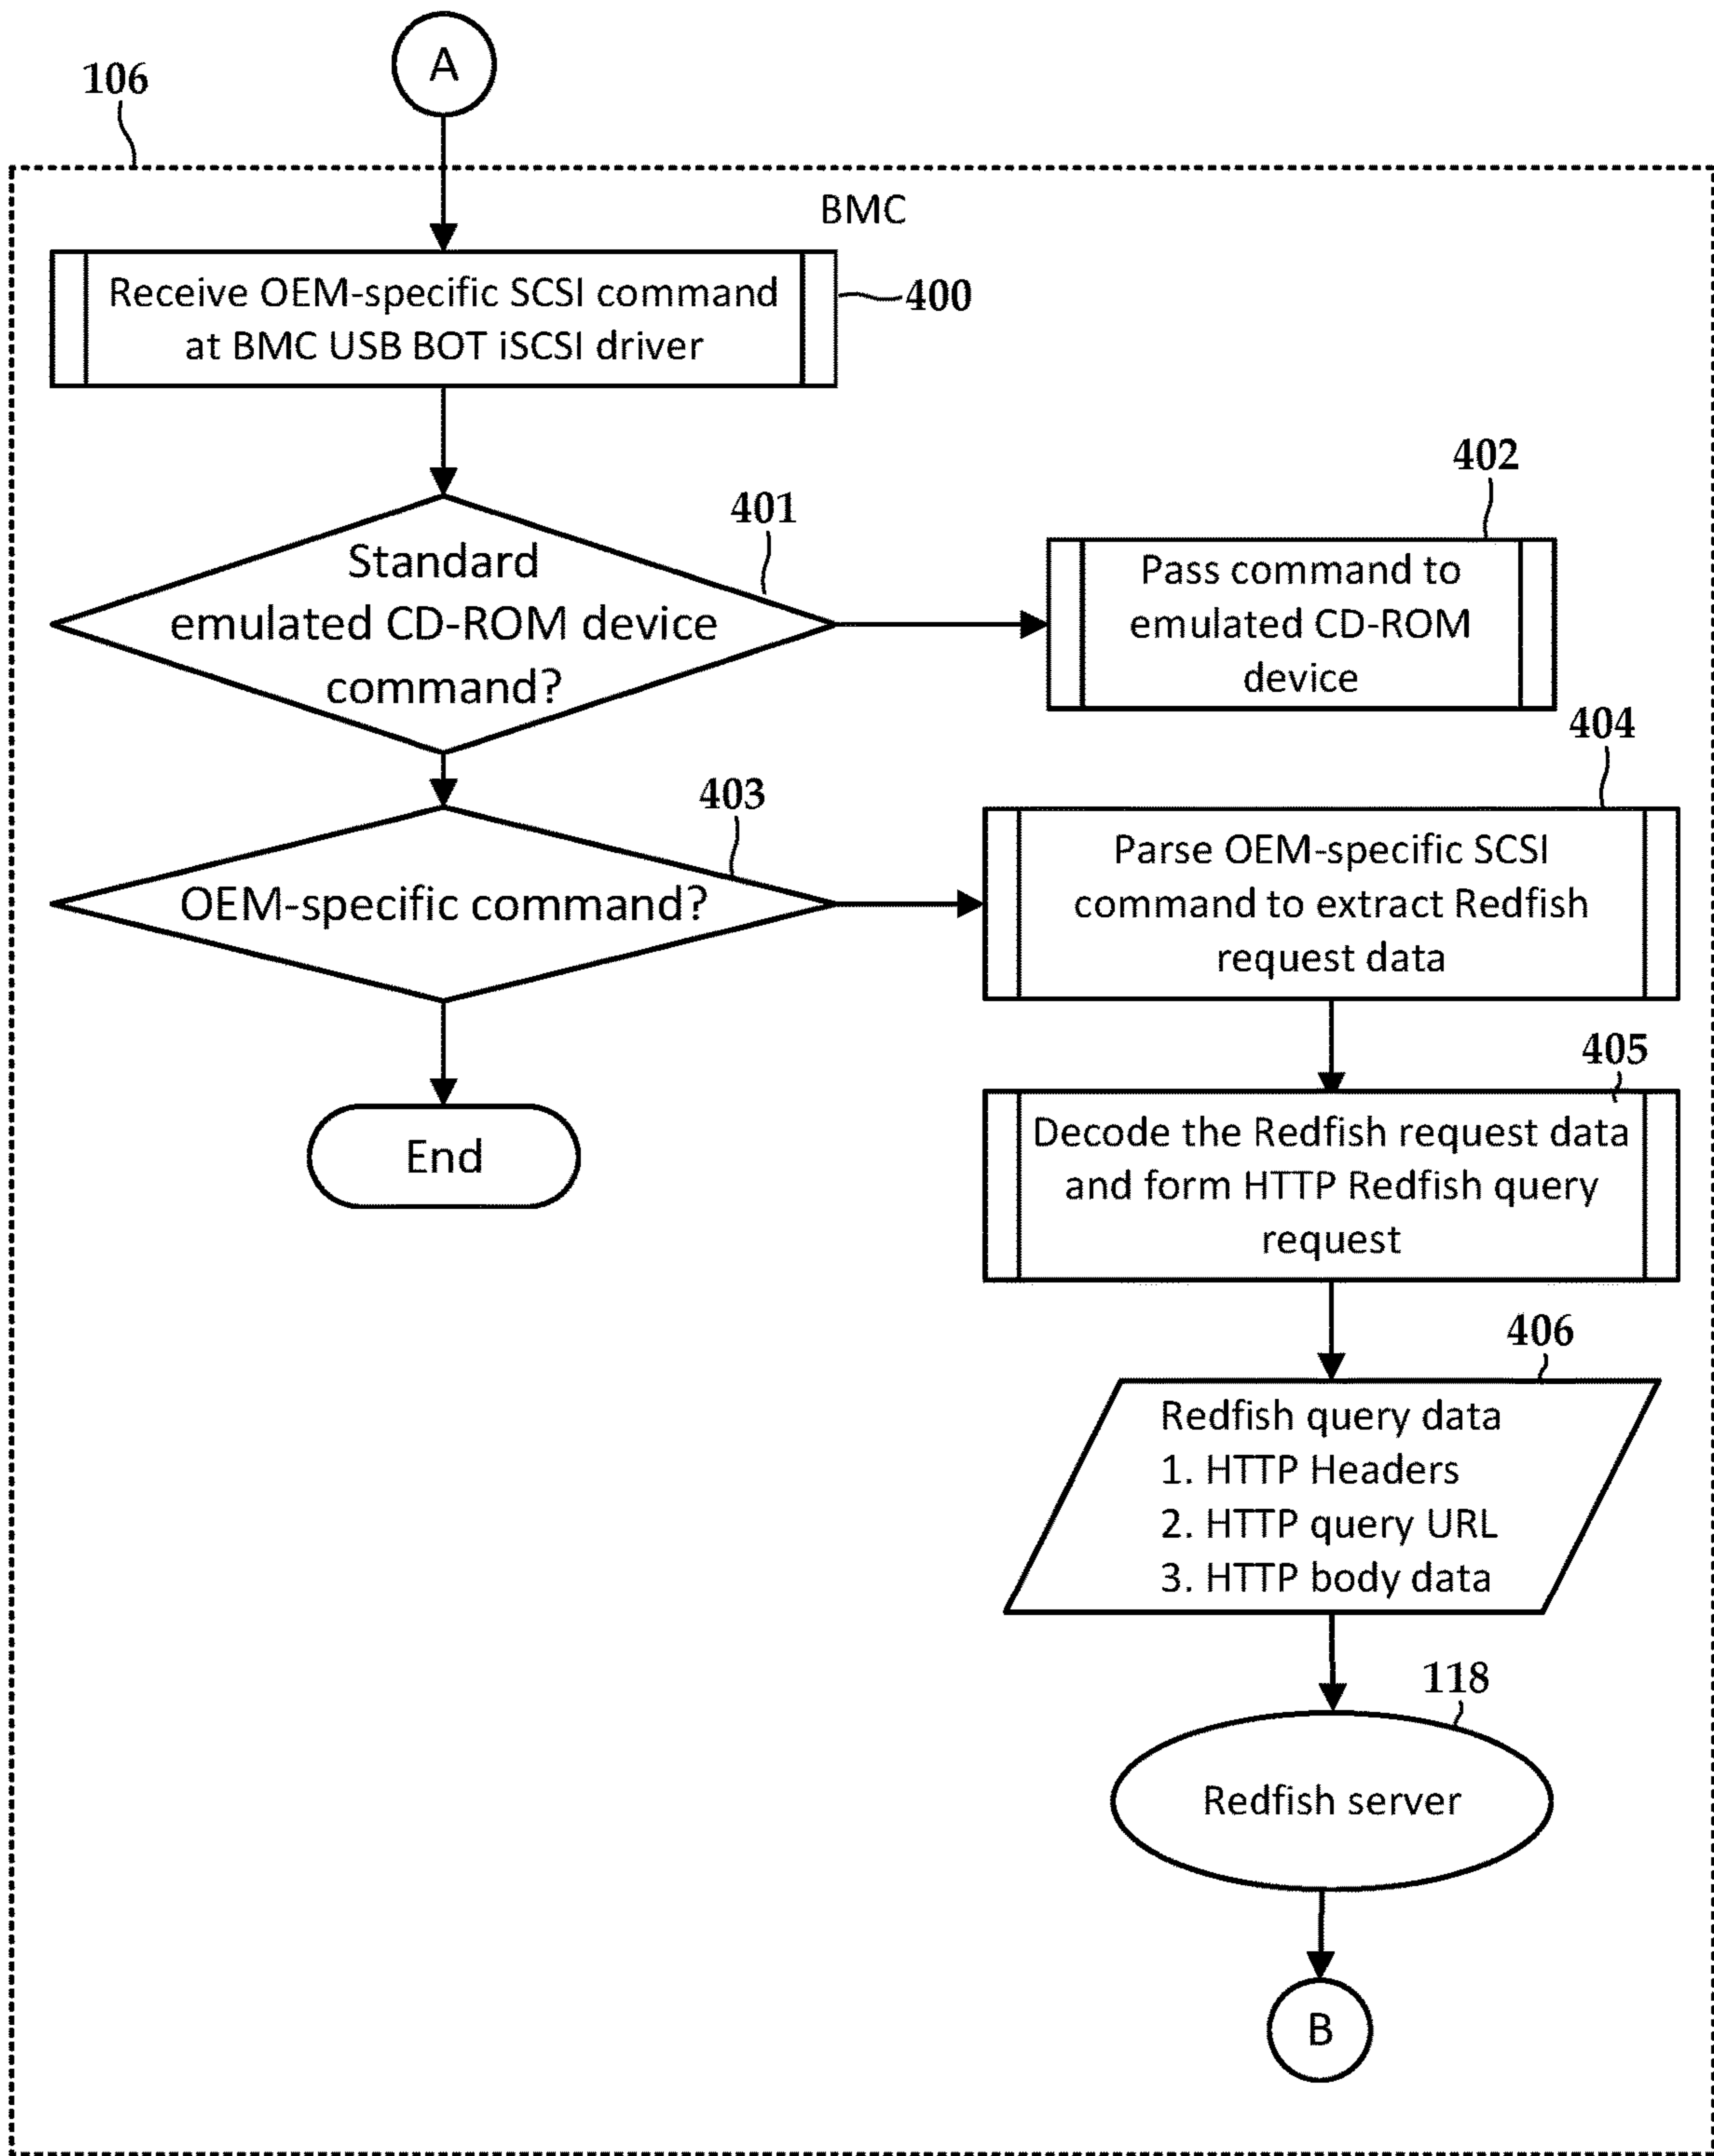 A
106
BMC
Receive OEM-specific SCSI command
at BMC USB BOT iSCSI driver
400
401
Standard
emulated CD-ROM device
command?
402
Pass command to
emulated CD-ROM
device
403
OEM-specific command?
404
Parse OEM-specific SCSI
command to extract Redfish
request data
End
405
Decode the Redfish request data
and form HTTP Redfish query
request
406
Redfish query data
1. HTTP Headers
2. HTTP query URL
3. HTTP body data
118
Redfish server
B